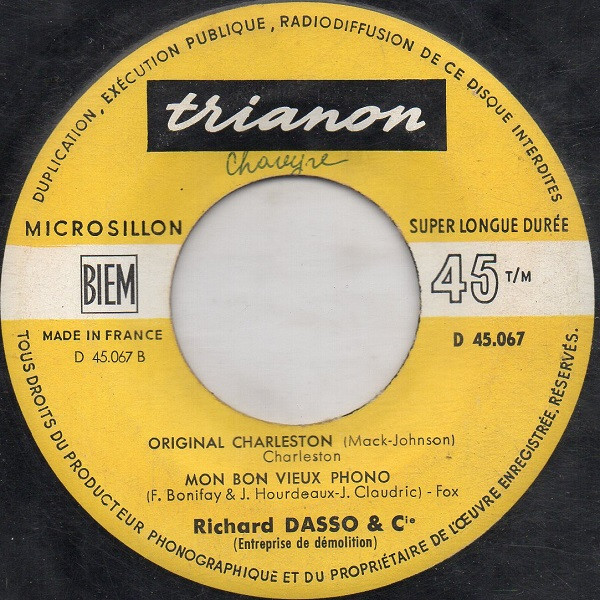 DUPLICATION, EXÉCUTION PUBLIQUE, RADIODIFFUSION DE CE DISQUE INTERDITES
trianon
MICROSILLON
SUPER LONGUE DURÉE
BIEM
45 T/M
MADE IN FRANCE
D 45.067 B
D 45.067
ORIGINAL CHARLESTON (Mack-Johnson)
Charleston
MON BON VIEUX PHONO
(F. Bonifay & J. Hourdeaux-J. Claudric) - Fox
Richard DASSO & Cie
(Entreprise de démolition)
TOUS DROITS DU PRODUCTEUR PHONOGRAPHIQUE ET DU PROPRIÉTAIRE DE L'ŒUVRE ENREGISTRÉE, RÉSERVÉS.